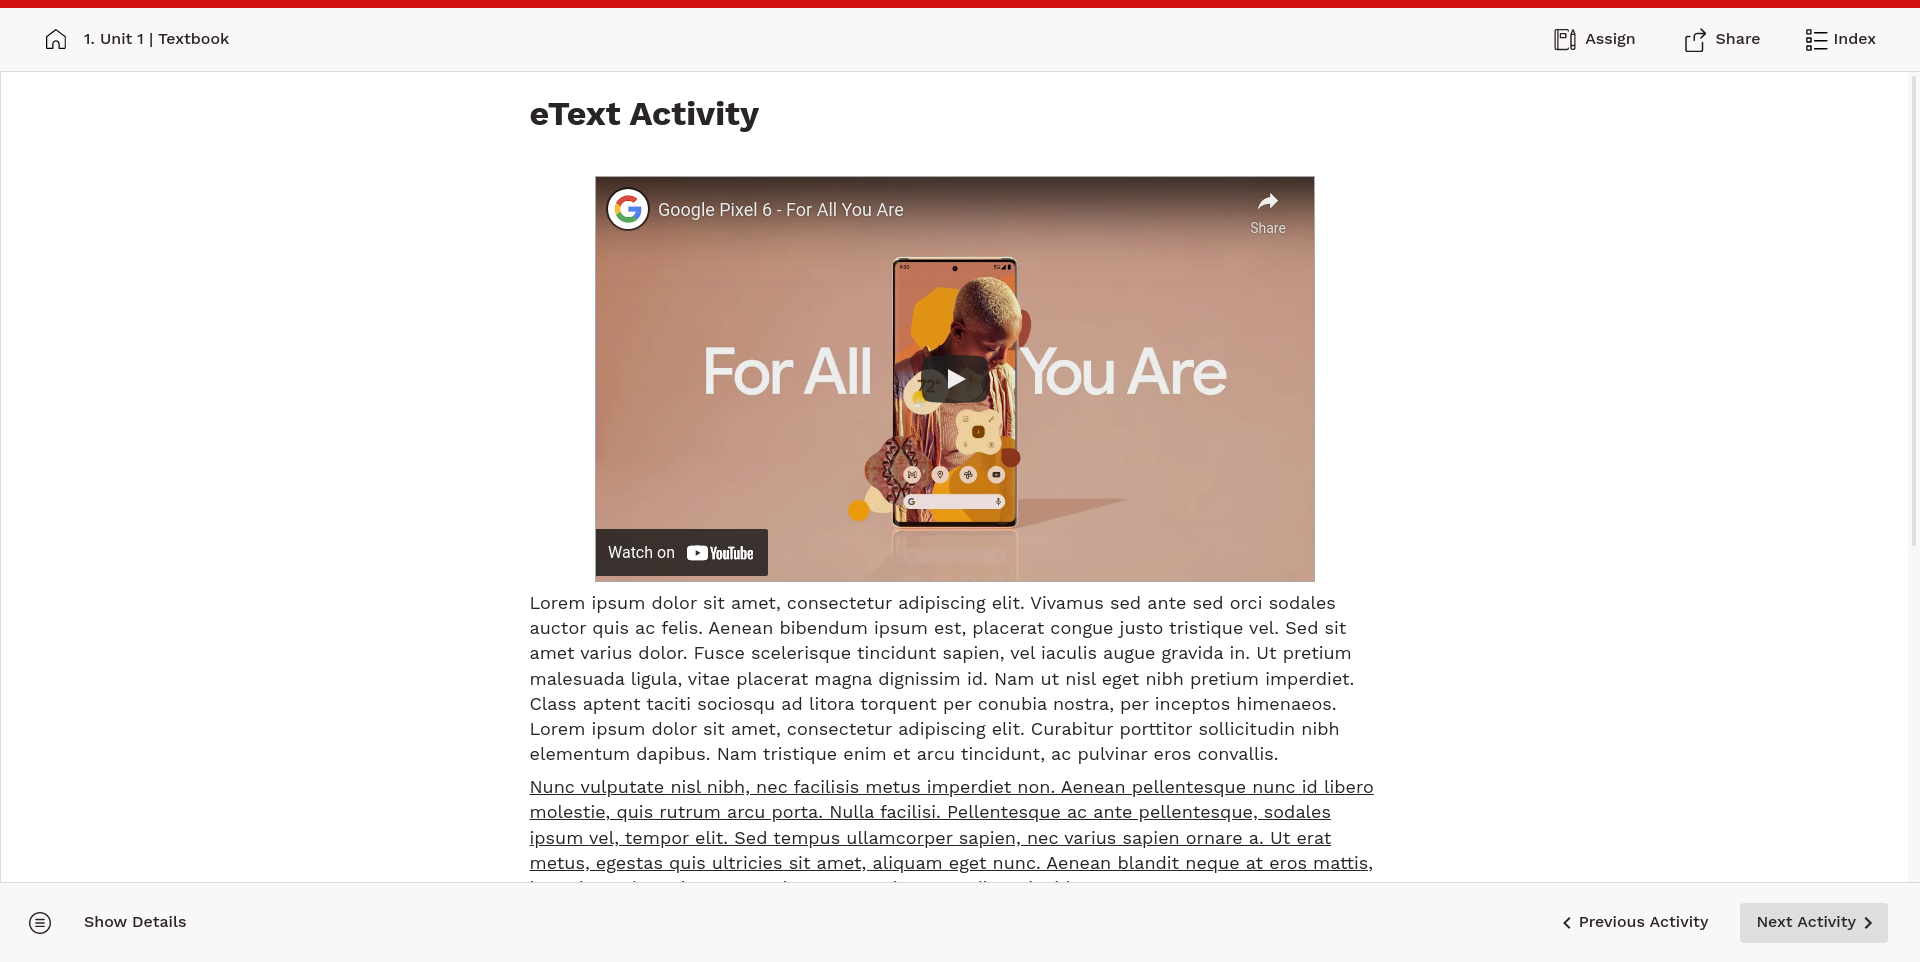 1. Unit 1 | Textbook
Assign
Share
Index
eText Activity
Google Pixel 6 - For All You Are
Share
9:00
5G
For All You Are
72°
Watch on YouTube
Lorem ipsum dolor sit amet, consectetur adipiscing elit. Vivamus sed ante sed orci sodales
auctor quis ac felis. Aenean bibendum ipsum est, placerat congue justo tristique vel. Sed sit
amet varius dolor. Fusce scelerisque tincidunt sapien, vel iaculis augue gravida in. Ut pretium
malesuada ligula, vitae placerat magna dignissim id. Nam ut nisl eget nibh pretium imperdiet.
Class aptent taciti sociosqu ad litora torquent per conubia nostra, per inceptos himenaeos.
Lorem ipsum dolor sit amet, consectetur adipiscing elit. Curabitur porttitor sollicitudin nibh
elementum dapibus. Nam tristique enim et arcu tincidunt, ac pulvinar eros convallis.
Nunc vulputate nisl nibh, nec facilisis metus imperdiet non. Aenean pellentesque nunc id libero
molestie, quis rutrum arcu porta. Nulla facilisi. Pellentesque ac ante pellentesque, sodales
ipsum vel, tempor elit. Sed tempus ullamcorper sapien, nec varius sapien ornare a. Ut erat
metus, egestas quis ultricies sit amet, aliquam eget nunc. Aenean blandit neque at eros mattis,
Show Details
Previous Activity
Next Activity